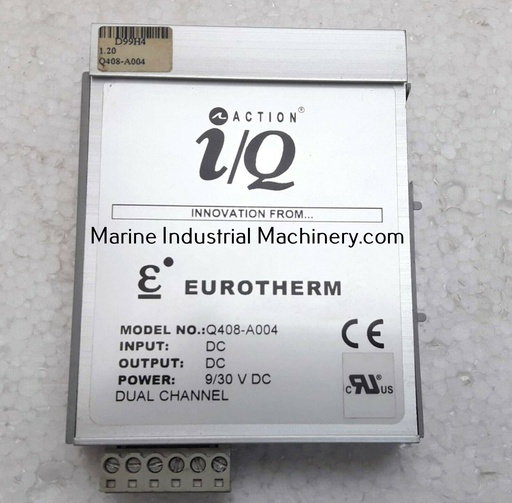 D99H4
1.20
Q408-A004
ACTION®
i/Q
INNOVATION FROM...
Marine Industrial Machinery.com
ε EUROTHERM
MODEL NO.:Q408-A004
INPUT: DC
OUTPUT: DC
POWER: 9/30 V DC
DUAL CHANNEL
CE
c RU US